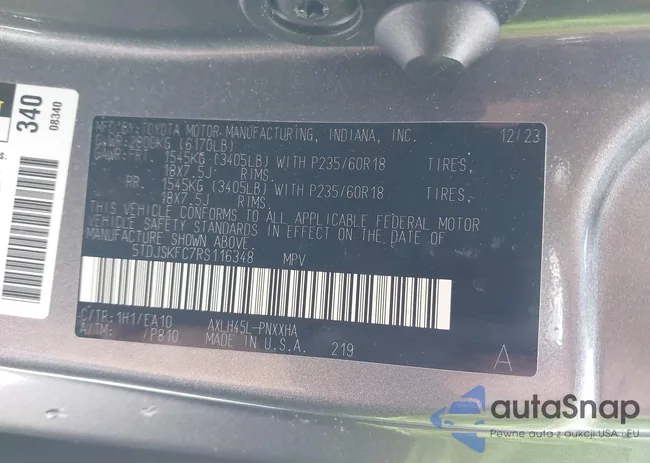 340
08340
MFD.BY: TOYOTA MOTOR MANUFACTURING, INDIANA, INC. 12/23
GVWR: 2800KG (6170LB)
GAWR: FRT 1545KG (3405LB) WITH P235/60R18 TIRES,
18X7.5J RIMS.
RR 1545KG (3405LB) WITH P235/60R18 TIRES,
18X7.5J RIMS.
THIS VEHICLE CONFORMS TO ALL APPLICABLE FEDERAL MOTOR
VEHICLE SAFETY STANDARDS IN EFFECT ON THE DATE OF
MANUFACTURE SHOWN ABOVE.
5TDJSKFC7RS116348 MPV
C/TR: 1H1/EA10 AXLH45L-PNXXHA
A/TM: /P810 MADE IN U.S.A. 219 A
autoSnap
Pewne auta z aukcji USA i EU